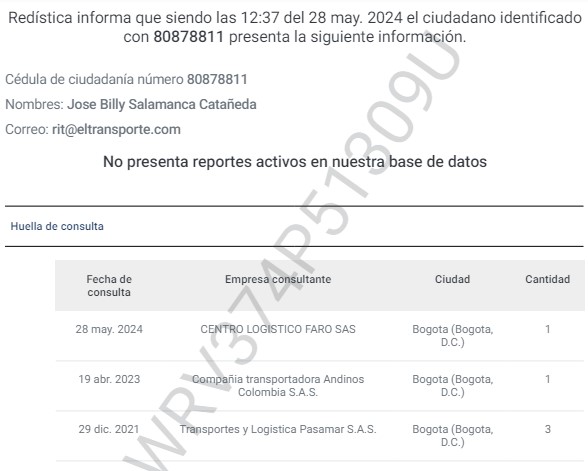 Redística informa que siendo las 12:37 del 28 may. 2024 el ciudadano identificado
con 80878811 presenta la siguiente información.
Cédula de ciudadanía número 80878811
Nombres: Jose Billy Salamanca Catañeda
Correo: rit@eltransporte.com
No presenta reportes activos en nuestra base de datos
Huella de consulta
Fecha de consulta Empresa consultante Ciudad Cantidad
28 may. 2024 CENTRO LOGISTICO FARO SAS Bogota (Bogota, D.C.) 1
19 abr. 2023 Compañia transportadora Andinos Colombia S.A.S. Bogota (Bogota, D.C.) 1
29 dic. 2021 Transportes y Logistica Pasamar S.A.S. Bogota (Bogota, D.C.) 3
WRV374P51309U